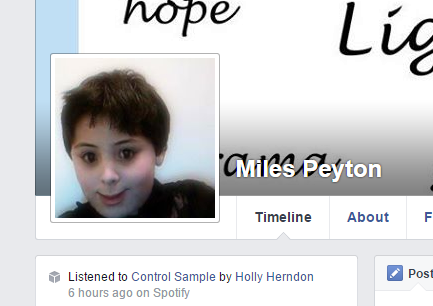 hope
Lig
rama
Miles Peyton
Timeline
About
F
Listened to Control Sample by Holly Herndon
6 hours ago on Spotify
Post